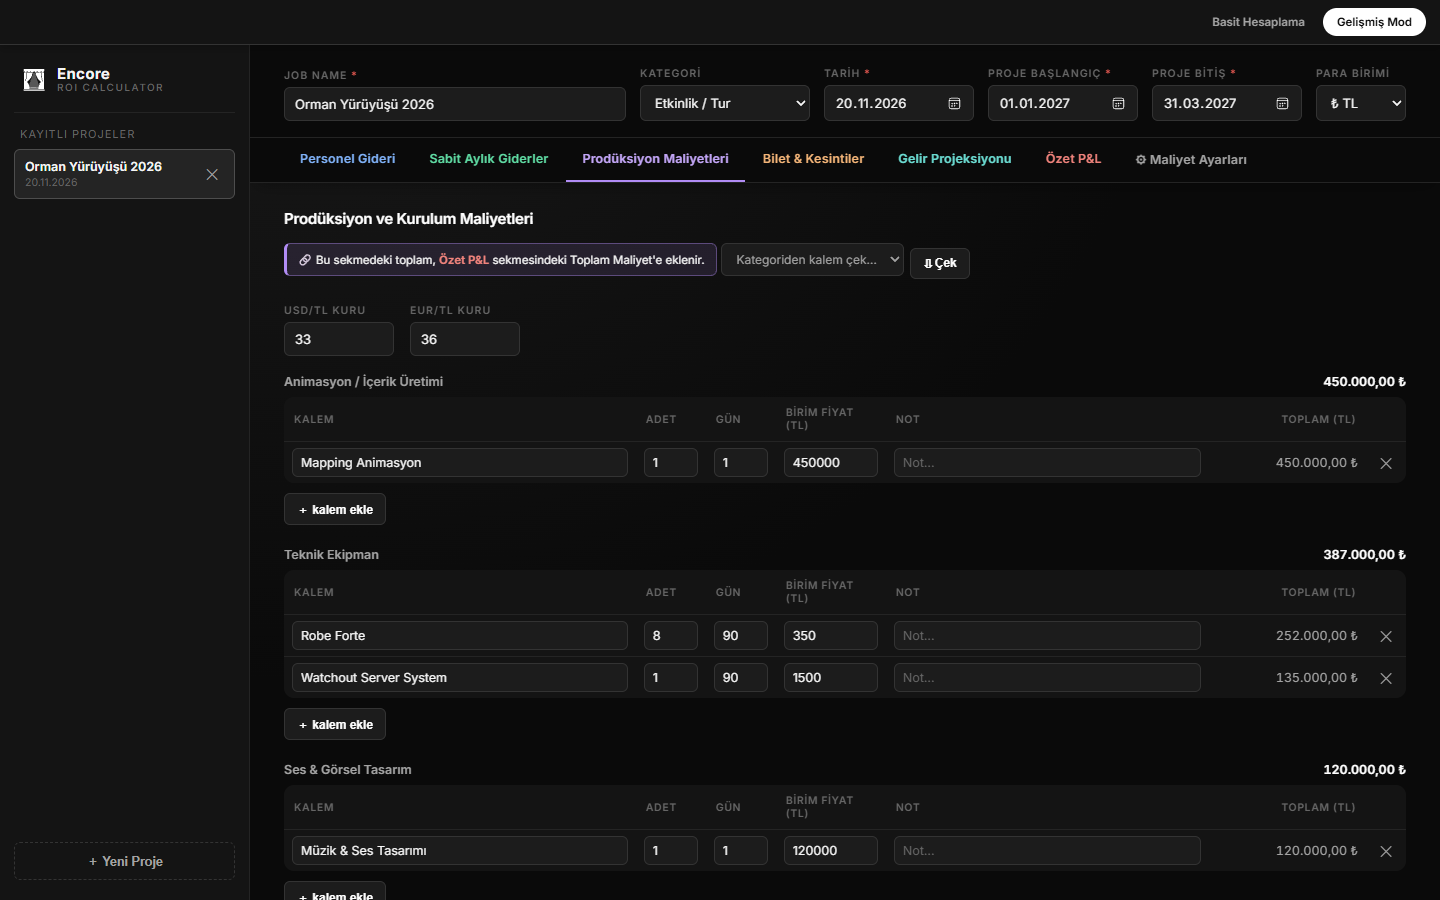 Basit Hesaplama
Gelişmiş Mod
Encore
ROI CALCULATOR
KAYITLI PROJELER
Orman Yürüyüşü 2026
20.11.2026
+ Yeni Proje
JOB NAME *
KATEGORİ
TARİH *
PROJE BAŞLANGIÇ *
PROJE BİTİŞ *
PARA BİRİMİ
Orman Yürüyüşü 2026
Etkinlik / Tur
20.11.2026
01.01.2027
31.03.2027
₺ TL
Personel Gideri
Sabit Aylık Giderler
Prodüksiyon Maliyetleri
Bilet & Kesintiler
Gelir Projeksiyonu
Özet P&L
⚙ Maliyet Ayarları
Prodüksiyon ve Kurulum Maliyetleri
🔗 Bu sekmedeki toplam, Özet P&L sekmesindeki Toplam Maliyet'e eklenir.
Kategoriden kalem çek...
⇓ Çek
USD/TL KURU
EUR/TL KURU
33
36
Animasyon / İçerik Üretimi
450.000,00 ₺
KALEM
ADET
GÜN
BİRİM FİYAT
(TL)
NOT
TOPLAM (TL)
Mapping Animasyon
1
1
450000
Not...
450.000,00 ₺
+ kalem ekle
Teknik Ekipman
387.000,00 ₺
KALEM
ADET
GÜN
BİRİM FİYAT
(TL)
NOT
TOPLAM (TL)
Robe Forte
8
90
350
Not...
252.000,00 ₺
Watchout Server System
1
90
1500
Not...
135.000,00 ₺
+ kalem ekle
Ses & Görsel Tasarım
120.000,00 ₺
KALEM
ADET
GÜN
BİRİM FİYAT
(TL)
NOT
TOPLAM (TL)
Müzik & Ses Tasarımı
1
1
120000
Not...
120.000,00 ₺
+ kalem ekle